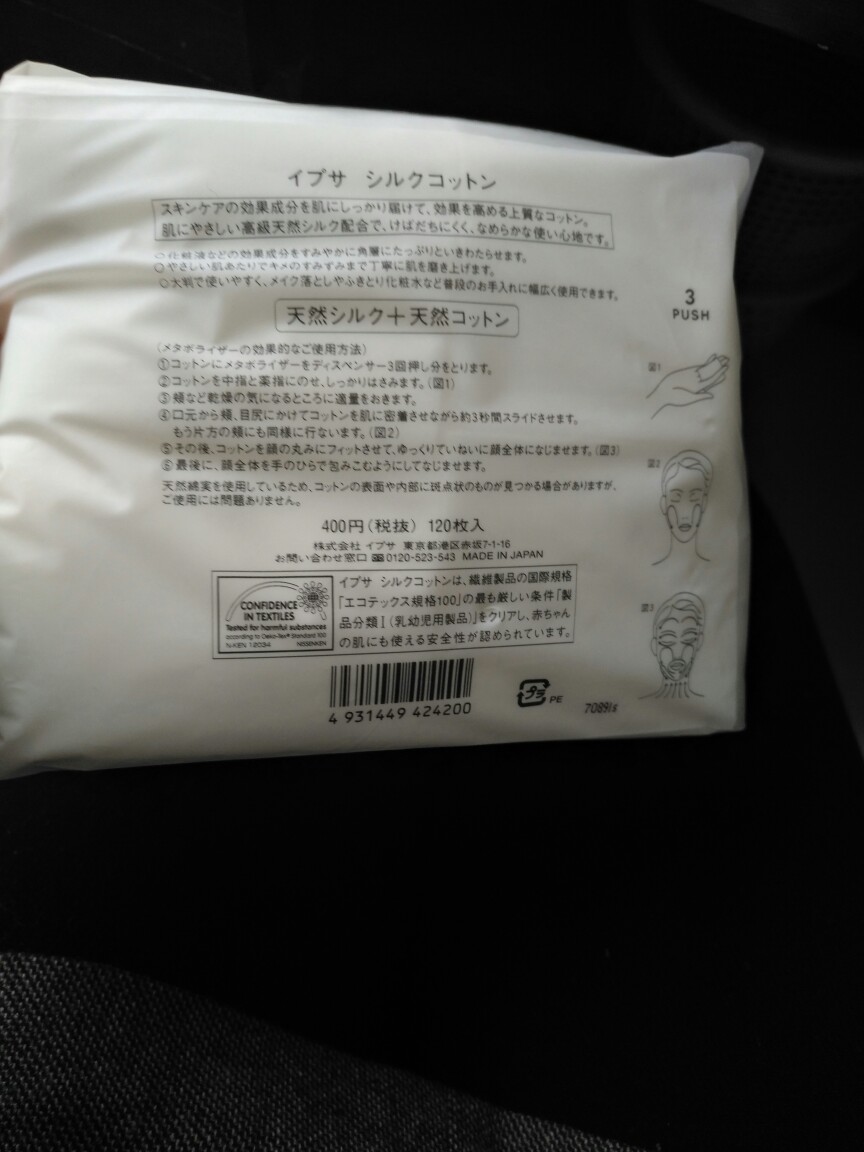 イプサ シルクコットン
スキンケアの効果成分を肌にしっかり届けて、効果を高める上質なコットン。
肌にやさしい高級天然シルク配合で、けばだちにくく、なめらかな使い心地です。
○化粧液などの効果成分をすみやかに角層にたっぷりといきわたらせます。
○やさしい肌あたりでキメのすみずみまで丁寧に肌を磨き上げます。
○大判で使いやすく、メイク落としやふきとり化粧水など普段のお手入れに幅広く使用できます。
天然シルク＋天然コットン
3
PUSH
(メタボライザーの効果的なご使用方法)
①コットンにメタボライザーをディスペンサー3回押し分をとります。
②コットンを中指と薬指にのせ、しっかりはさみます。(図1)
③頬など乾燥の気になるところに適量をおきます。
④口元から頬、目尻にかけてコットンを肌に密着させながら約3秒間スライドさせます。
もう片方の頬にも同様に行ないます。(図2)
⑤その後、コットンを顔の丸みにフィットさせて、ゆっくりていねいに顔全体になじませます。(図3)
⑥最後に、顔全体を手のひらで包みこむようにしてなじませます。
天然綿実を使用しているため、コットンの表面や内部に斑点状のものが見つかる場合がありますが、
ご使用には問題ありません。
図1
図2
図3
400円(税抜) 120枚入
株式会社 イプサ 東京都港区赤坂7-1-16
お問い合わせ窓口 0120-523-543 MADE IN JAPAN
CONFIDENCE
IN TEXTILES
Tested for harmful substances
according to Oeko-Tex® Standard 100
NKEN 12034 NISSENKEN
イプサ シルクコットンは、繊維製品の国際規格
「エコテックス規格100」の最も厳しい条件「製
品分類Ⅰ(乳幼児用製品)」をクリアし、赤ちゃん
の肌にも使える安全性が認められています。
4 931449 424200
プラ PE